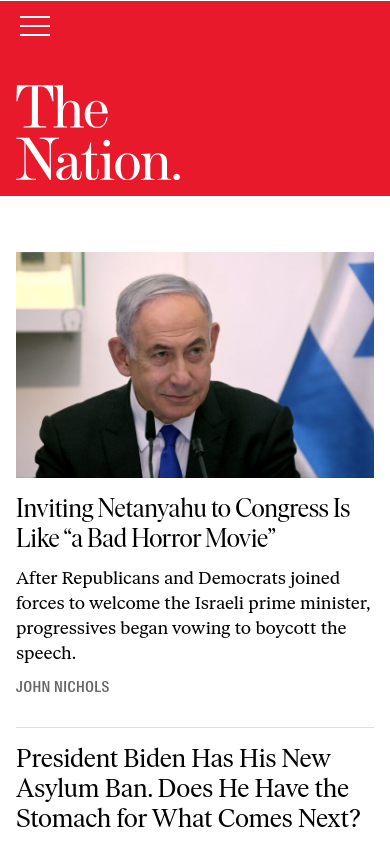 The
Nation.
Inviting Netanyahu to Congress Is
Like “a Bad Horror Movie”
After Republicans and Democrats joined
forces to welcome the Israeli prime minister,
progressives began vowing to boycott the
speech.
JOHN NICHOLS
President Biden Has His New
Asylum Ban. Does He Have the
Stomach for What Comes Next?